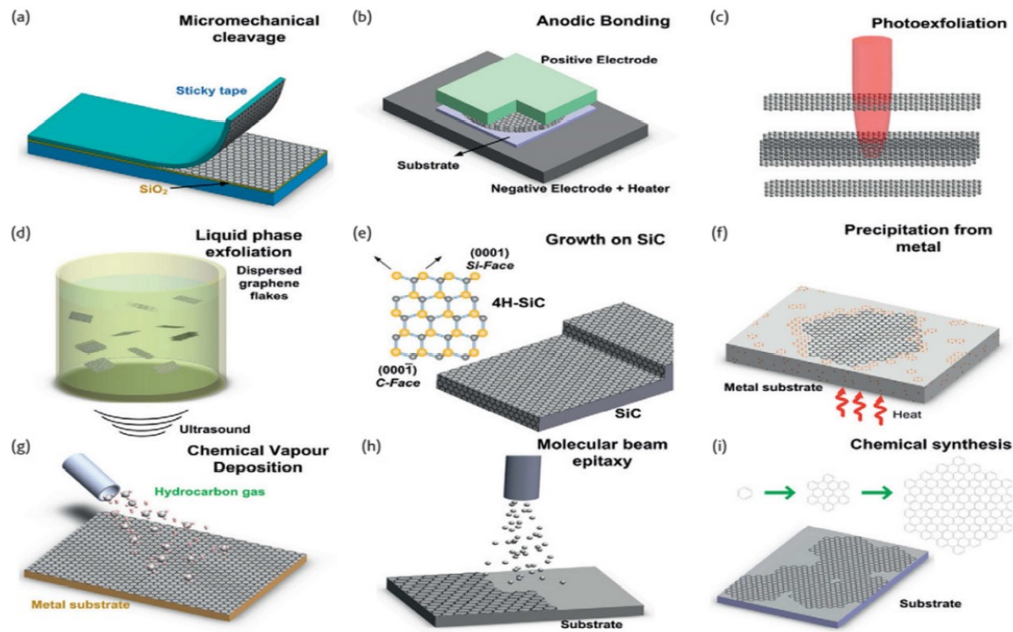 (a)
Micromechanical
cleavage
Sticky tape
SiO₂
(b)
Anodic Bonding
Positive Electrode
Substrate
Negative Electrode + Heater
(c)
Photoexfoliation
(d)
Liquid phase
exfoliation
Dispersed
graphene
flakes
Ultrasound
(e)
Growth on SiC
(0001)
Si-Face
4H-SiC
(0001̅)
C-Face
SiC
(f)
Precipitation from
metal
Metal substrate
Heat
(g)
Chemical Vapour
Deposition
Hydrocarbon gas
Metal substrate
(h)
Molecular beam
epitaxy
Substrate
(i)
Chemical synthesis
Substrate